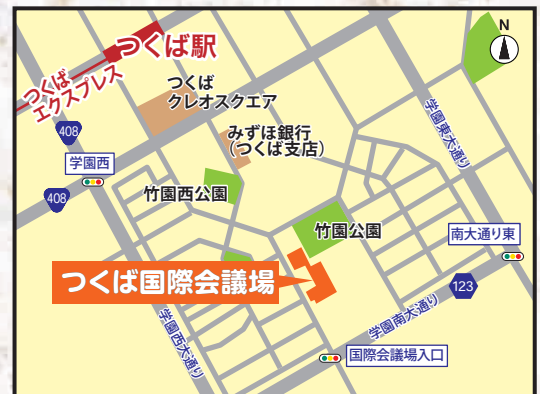 N
つくば駅
つくば
エクスプレス
つくば
クレオスクエア
408
みずほ銀行
(つくば支店)
学園東大通り
学園西
408
竹園西公園
竹園公園
南大通り東
つくば国際会議場
123
学園南大通り
学園西大通り
国際会議場入口